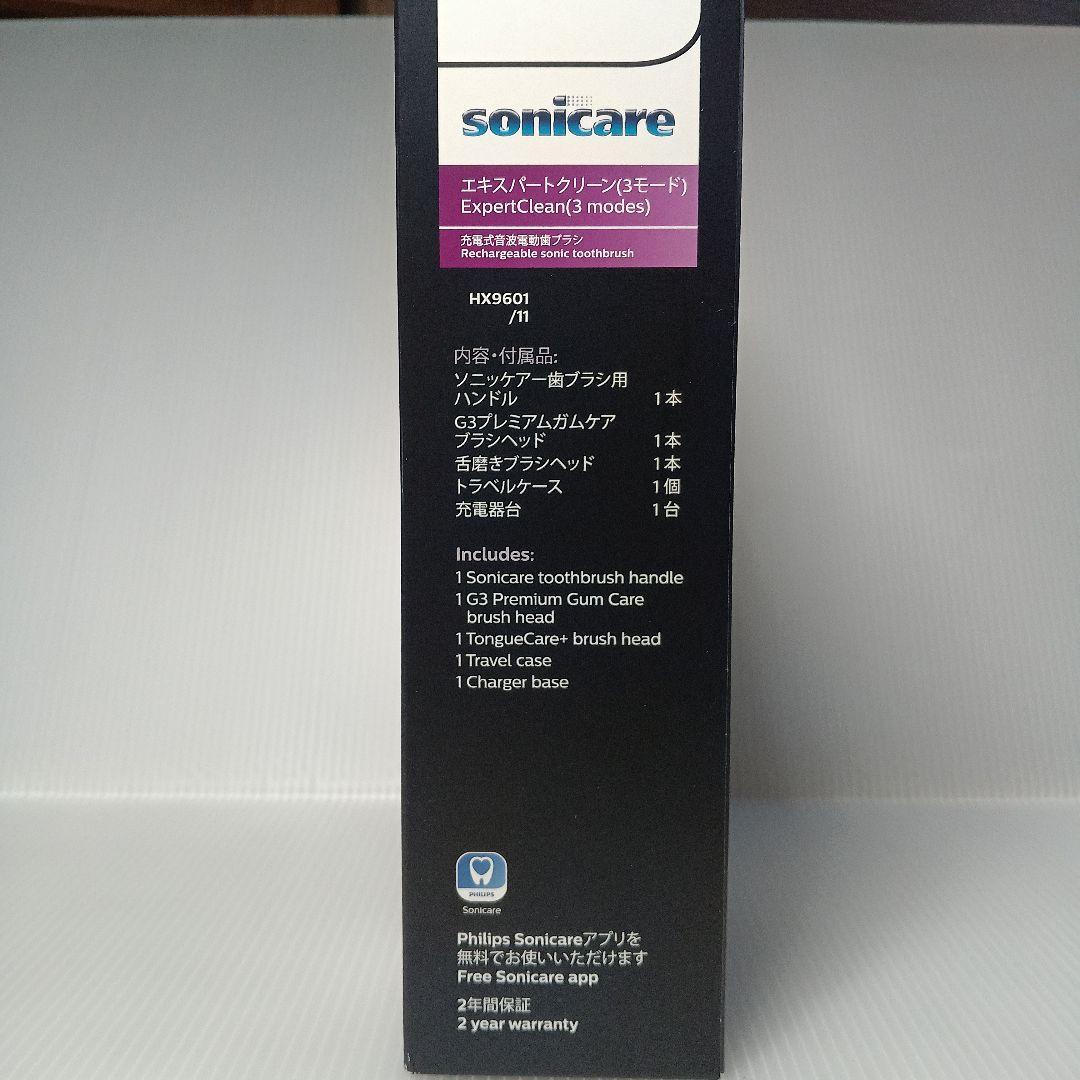 sonicare
エキスパートクリーン(3モード)
ExpertClean(3 modes)
充電式音波電動歯ブラシ
Rechargeable sonic toothbrush
HX9601
/11
内容・付属品:
ソニッケアー歯ブラシ用
ハンドル 1本
G3プレミアムガムケア
ブラシヘッド 1本
舌磨きブラシヘッド 1本
トラベルケース 1個
充電器台 1台
Includes:
1 Sonicare toothbrush handle
1 G3 Premium Gum Care
brush head
1 TongueCare+ brush head
1 Travel case
1 Charger base
PHILIPS
Sonicare
Philips Sonicareアプリを
無料でお使いいただけます
Free Sonicare app
2年間保証
2 year warranty